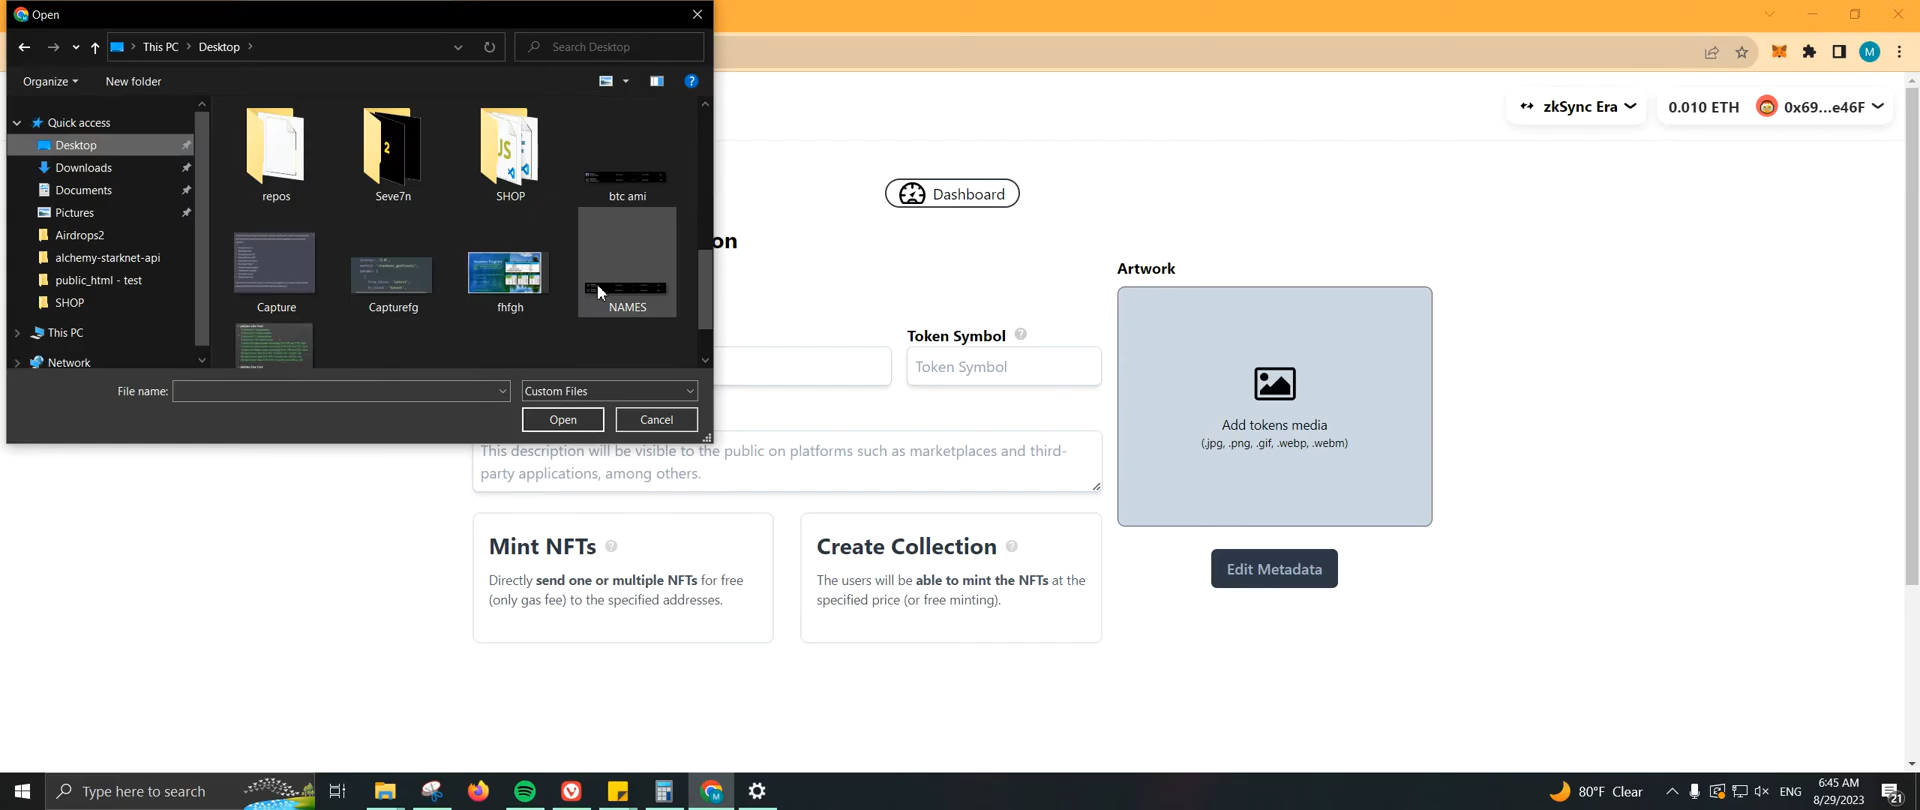 Open
This PC
Desktop
Search Desktop
Organize
New folder
Quick access
Desktop
Downloads
Documents
Pictures
Airdrops2
alchemy-starknet-api
public_html - test
SHOP
This PC
Network
repos
Seve7n
SHOP
btc ami
Capture
Capturefg
fhfgh
NAMES
File name:
Custom Files
Open
Cancel
M
zkSync Era
0.010 ETH
0x69...e46F
Dashboard
on
Artwork
Token Symbol
Token Symbol
Add tokens media
(.jpg, .png, .gif, .webp, .webm)
This description will be visible to the public on platforms such as marketplaces and third-
party applications, among others.
Mint NFTs
Directly send one or multiple NFTs for free
(only gas fee) to the specified addresses.
Create Collection
The users will be able to mint the NFTs at the
specified price (or free minting).
Edit Metadata
Type here to search
80°F Clear
ENG
6:45 AM
8/29/2023
21